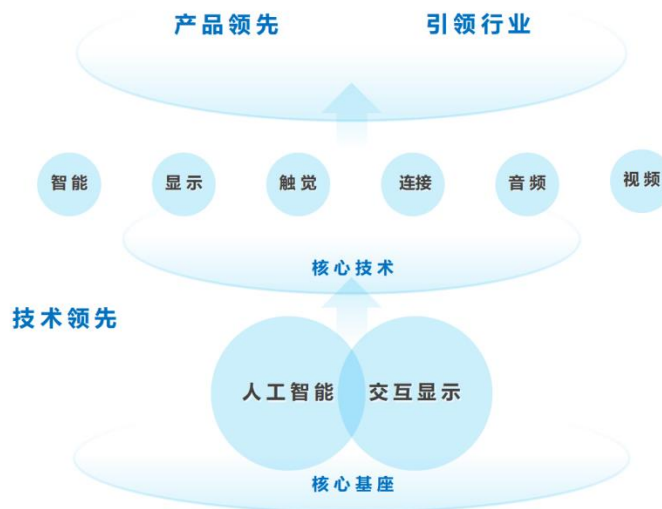 产品领先 引领行业
智能 显示 触觉 连接 音频 视频
核心技术
技术领先
人工智能 交互显示
核心基座